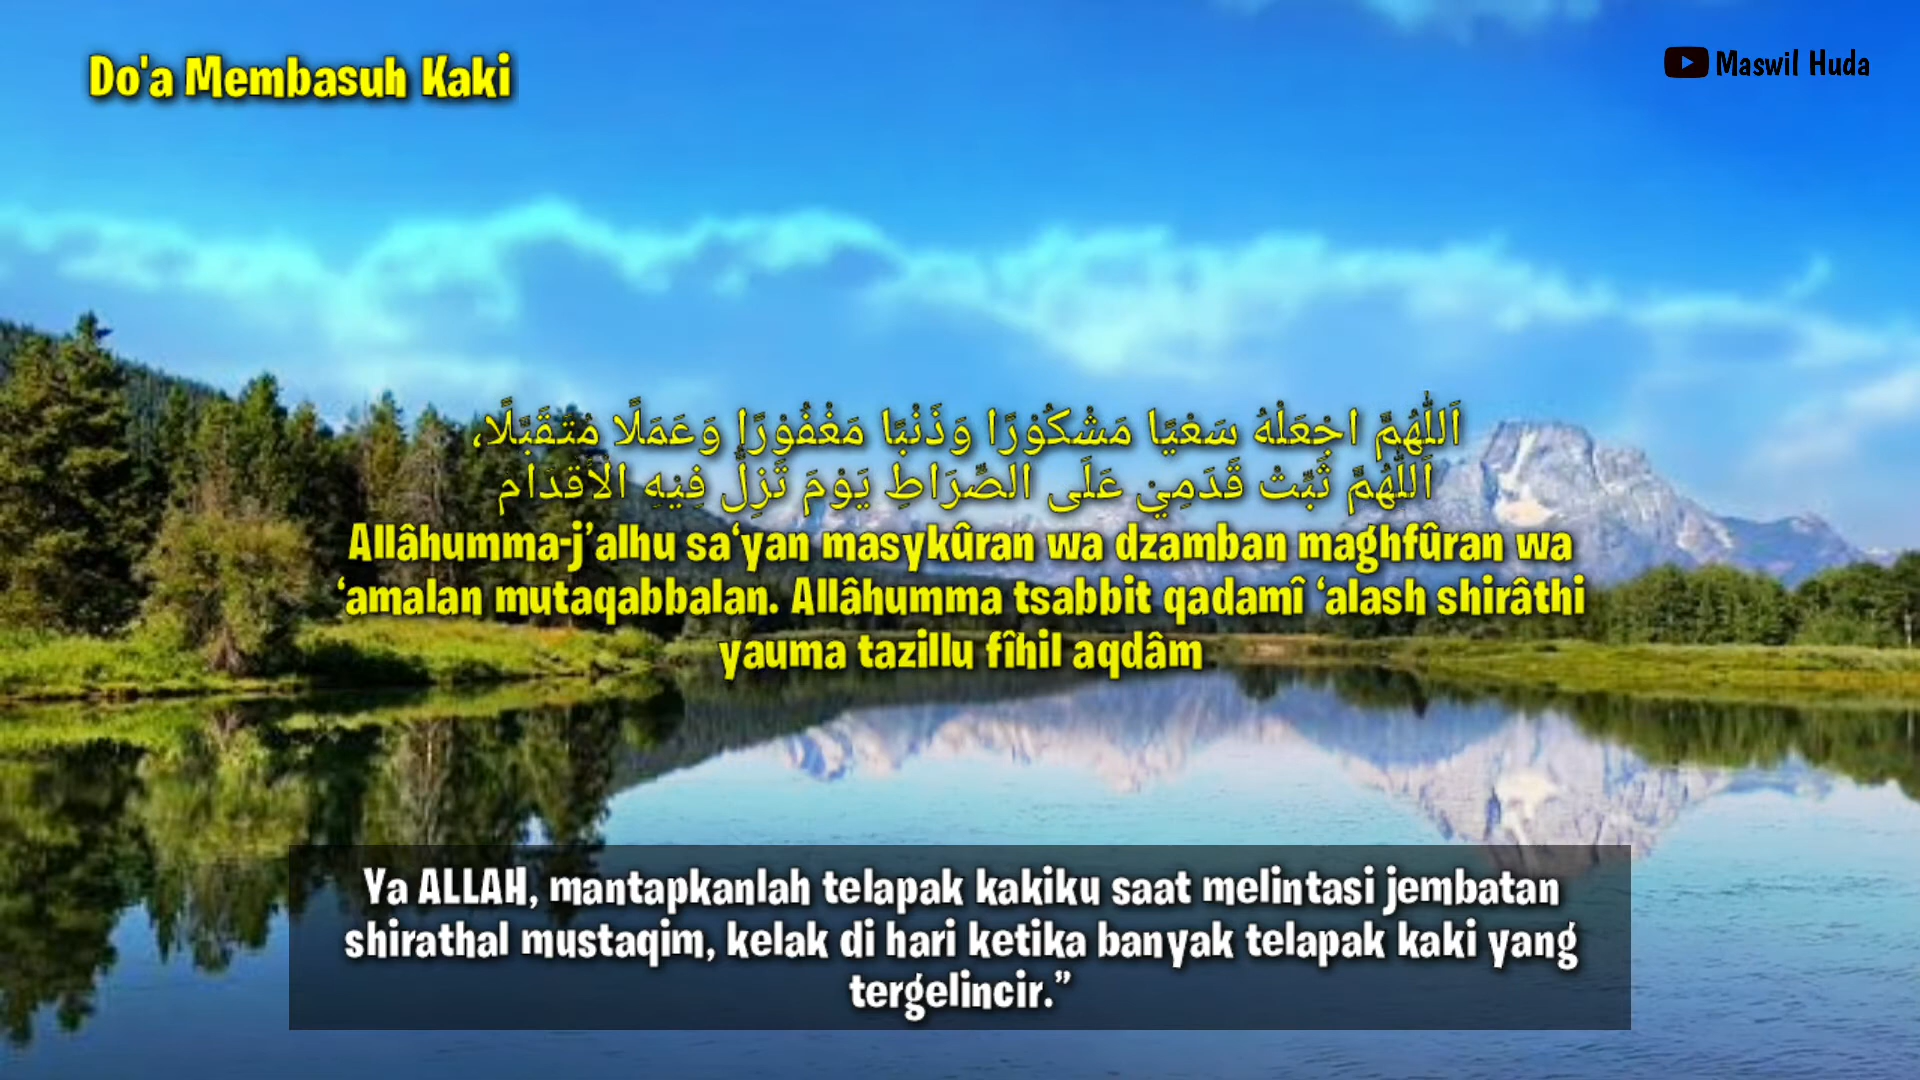 Do'a Membasuh Kaki
Maswil Huda
اَللّٰهُمَّ اجْعَلْهُ سَعْيًا مَشْكُوْرًا وَذَنْبًا مَغْفُوْرًا وَعَمَلًا مُتَقَبَّلًا،
اَللّٰهُمَّ ثَبِّتْ قَدَمِيْ عَلَى الصِّرَاطِ يَوْمَ تَزِلُّ فِيْهِ الْأَقْدَام
Allâhumma-j’alhu sa‘yan masykûran wa dzamban maghfûran wa
‘amalan mutaqabbalan. Allâhumma tsabbit qadamî ‘alash shirâthi
yauma tazillu fîhil aqdâm
Ya ALLAH, mantapkanlah telapak kakiku saat melintasi jembatan
shirathal mustaqim, kelak di hari ketika banyak telapak kaki yang
tergelincir.”